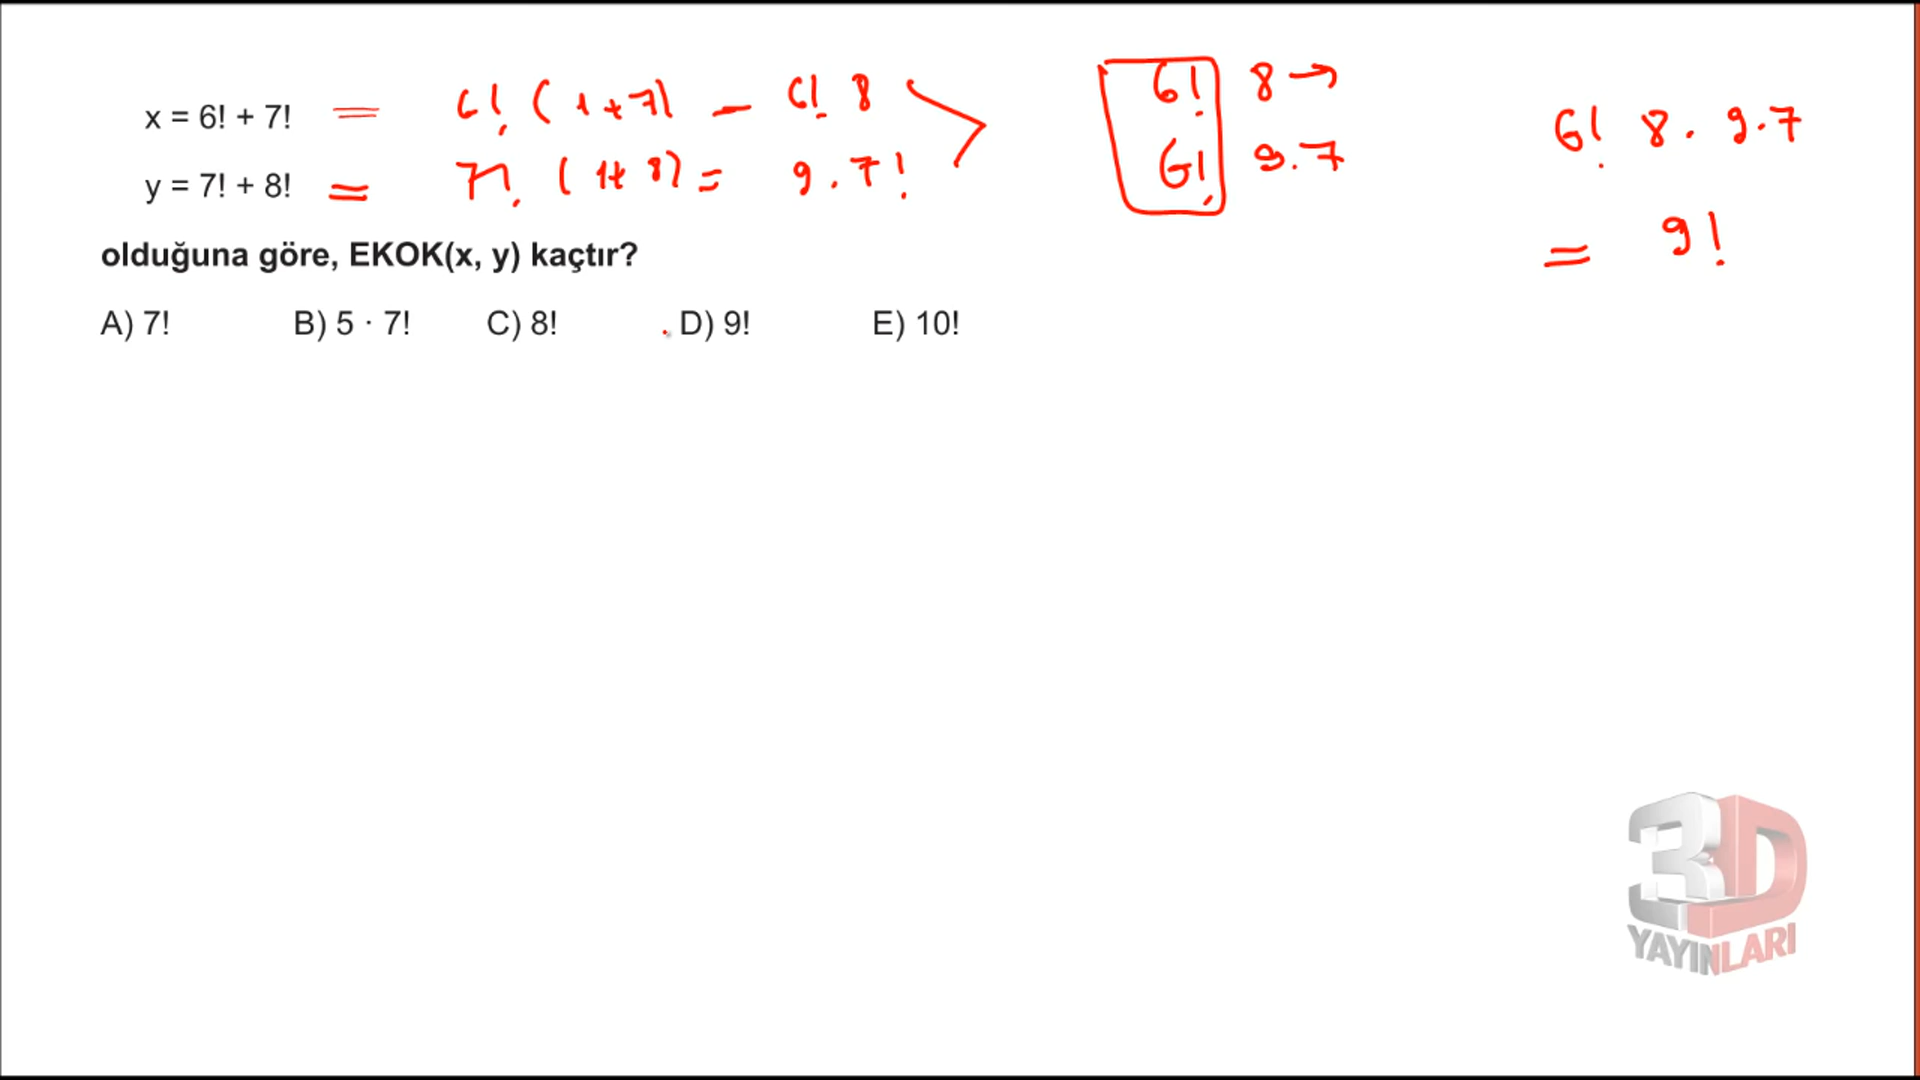 x = 6! + 7! = 6! (1+7) - 6! 8
y = 7! + 8! = 7! (1+8) = 9.7!
6! 8 →
6! 9.7
6! 8 . 9.7
= 9!
olduğuna göre, EKOK(x, y) kaçtır?
A) 7! B) 5 · 7! C) 8! D) 9! E) 10!
3D
YAYINLARI